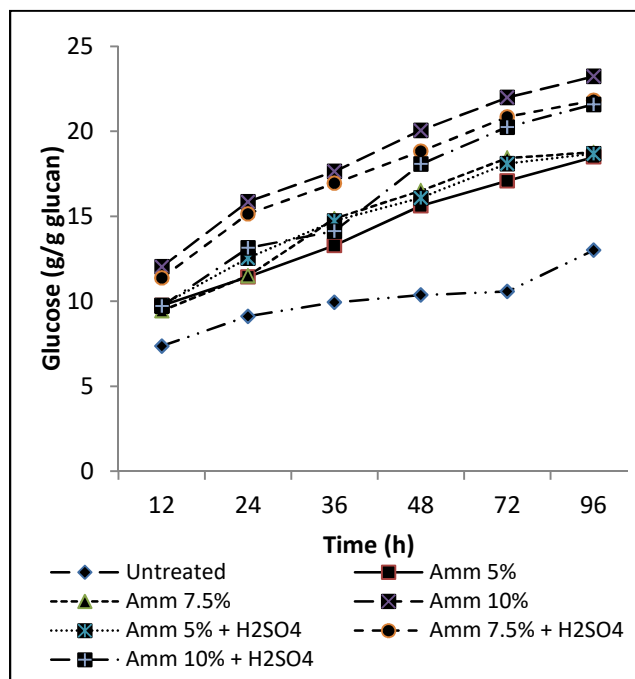 25
20
15
10
5
0
Glucose (g/g glucan)
12 24 36 48 72 96
Time (h)
Untreated Amm 5%
Amm 7.5% Amm 10%
Amm 5% + H2SO4 Amm 7.5% + H2SO4
Amm 10% + H2SO4